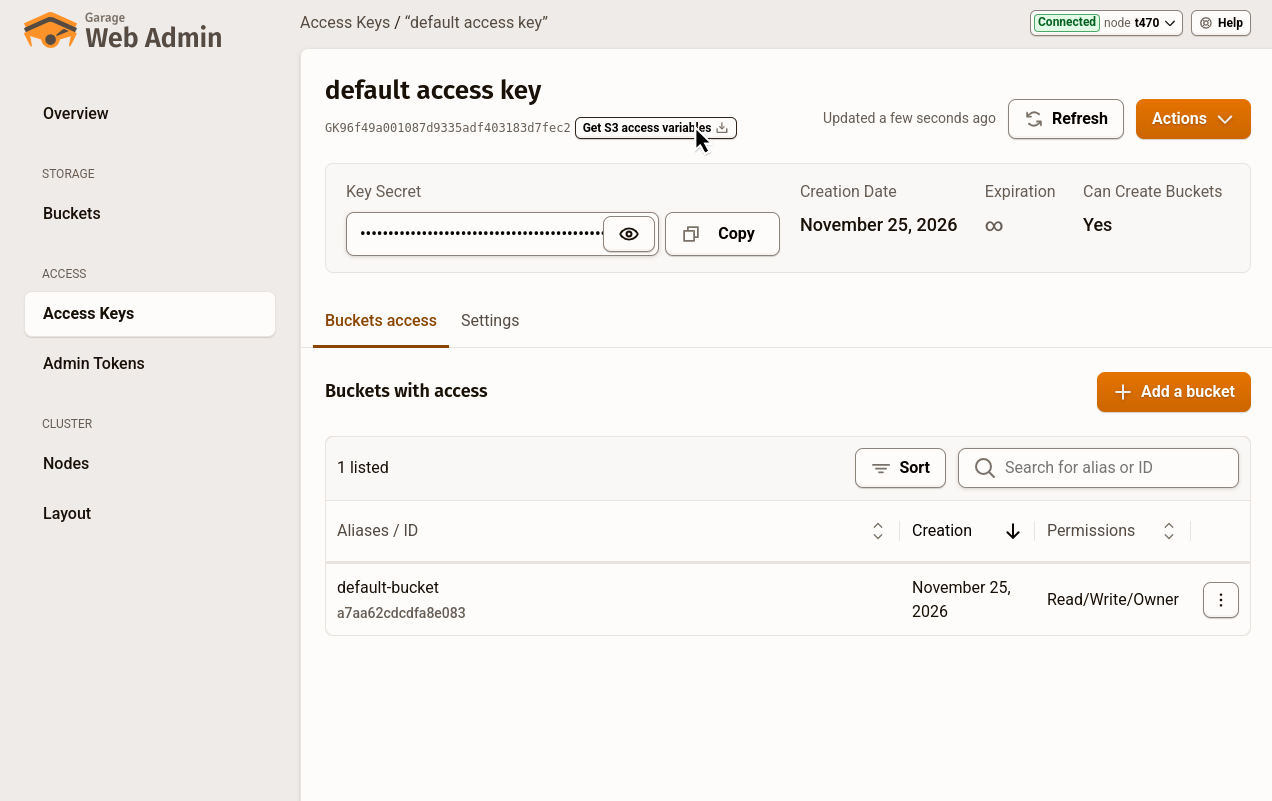 Garage
Web Admin
Access Keys / “default access key”
Connected node t470
Help
Overview
STORAGE
Buckets
ACCESS
Access Keys
Admin Tokens
CLUSTER
Nodes
Layout
default access key
GK96f49a001087d9335adf403183d7fec2 Get S3 access variables
Updated a few seconds ago
Refresh
Actions
Key Secret
Copy
Creation Date
November 25, 2026
Expiration
∞
Can Create Buckets
Yes
Buckets access
Settings
Buckets with access
Add a bucket
1 listed
Sort
Search for alias or ID
Aliases / ID
Creation
Permissions
default-bucket
a7aa62cdcdfa8e083
November 25,
2026
Read/Write/Owner